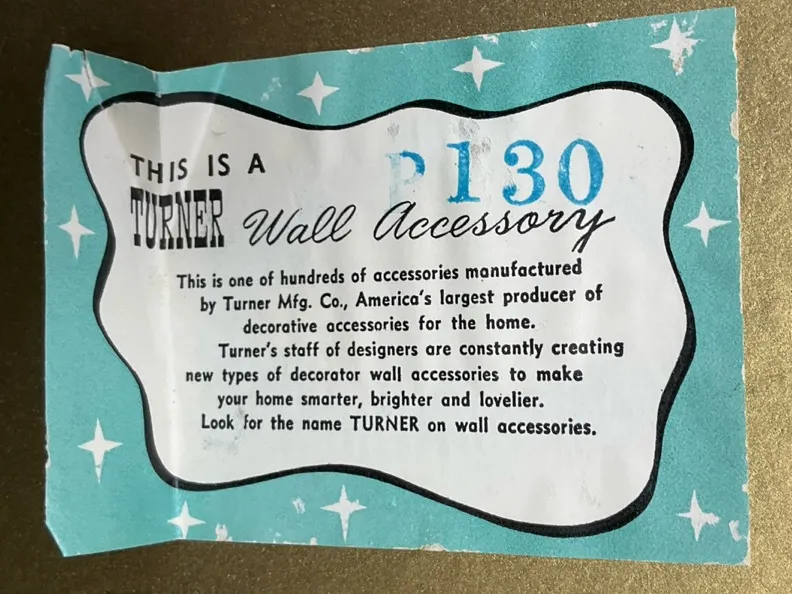 THIS IS A
P130
TURNER Wall Accessory
This is one of hundreds of accessories manufactured
by Turner Mfg. Co., America's largest producer of
decorative accessories for the home.
Turner's staff of designers are constantly creating
new types of decorator wall accessories to make
your home smarter, brighter and lovelier.
Look for the name TURNER on wall accessories.